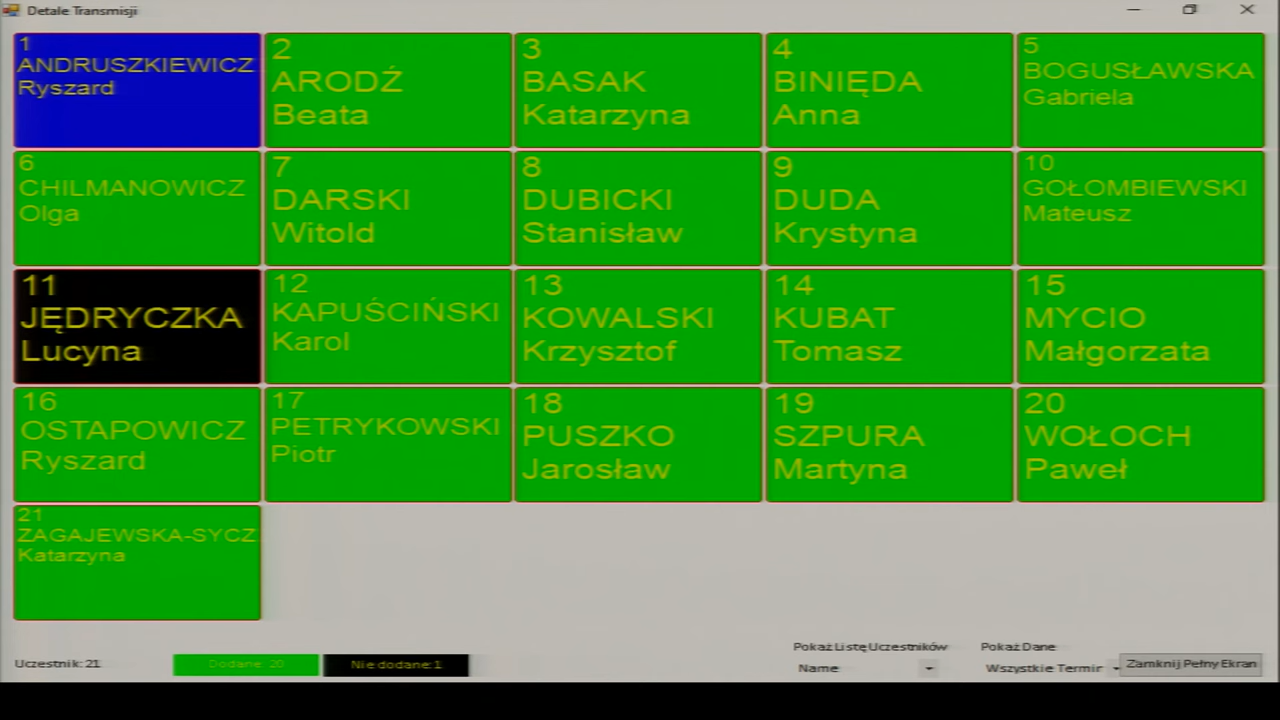 Detale Transmisji
1
ANDRUSZKIEWICZ
Ryszard
2
ARODŹ
Beata
3
BASAK
Katarzyna
4
BINIĘDA
Anna
5
BOGUSŁAWSKA
Gabriela
6
CHILMANOWICZ
Olga
7
DARSKI
Witold
8
DUBICKI
Stanisław
9
DUDA
Krystyna
10
GOŁOMBIEWSKI
Mateusz
11
JĘDRYCZKA
Lucyna
12
KAPUŚCIŃSKI
Karol
13
KOWALSKI
Krzysztof
14
KUBAT
Tomasz
15
MYCIO
Małgorzata
16
OSTAPOWICZ
Ryszard
17
PETRYKOWSKI
Piotr
18
PUSZKO
Jarosław
19
SZPURA
Martyna
20
WOŁOCH
Paweł
21
ZAGAJEWSKA-SYCZ
Katarzyna
Uczestnik: 21
Dodane: 20
Nie dodane: 1
Pokaż Listę Uczestników
Name
Pokaż Dane
Wszystkie Termir
Zamknij Pełny Ekran